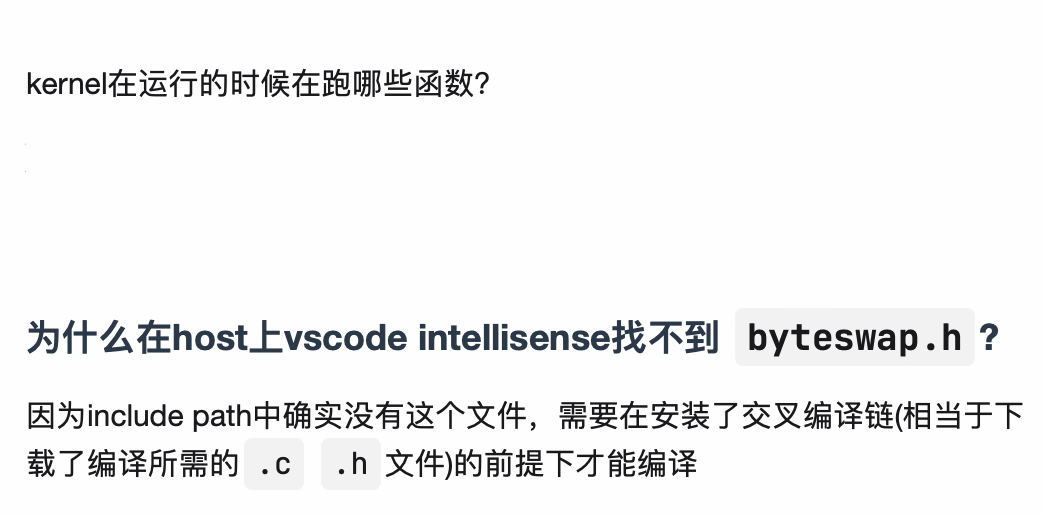 kernel在运行的时候在跑哪些函数?
为什么在host上vscode intellisense找不到 byteswap.h?
因为include path中确实没有这个文件，需要在安装了交叉编译链(相当于下
载了编译所需的 .c .h 文件)的前提下才能编译